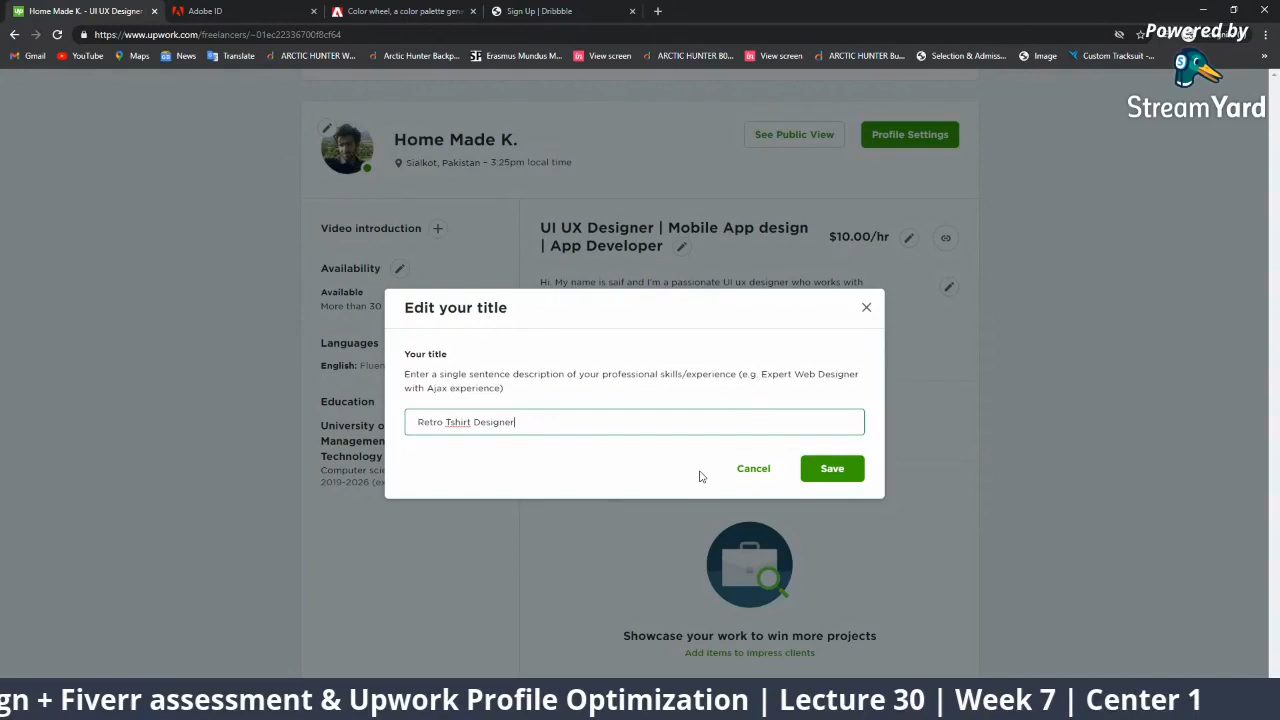 Home Made K. - UI UX Designer
Adobe ID
Color wheel, a color palette gene
Sign Up | Dribbble
https://www.upwork.com/freelancers/~01ec22336700f8cf64
Gmail
YouTube
Maps
News
Translate
ARCTIC HUNTER W...
Arctic Hunter Backp...
Erasmus Mundus M...
View screen
ARCTIC HUNTER B0...
View screen
ARCTIC HUNTER Bu...
Selection & Admissi...
Image
Custom Tracksuit -...
Powered by
StreamYard
Home Made K.
Sialkot, Pakistan – 3:25pm local time
See Public View
Profile Settings
Video introduction
Availability
Available
More than 30
Languages
English: Fluen
Education
University of
Management
Technology
Computer scie
2019-2026 (ex
UI UX Designer | Mobile App design
| App Developer
$10.00/hr
Hi. My name is saif and I'm a passionate UI ux designer who works with
Edit your title
Your title
Enter a single sentence description of your professional skills/experience (e.g. Expert Web Designer
with Ajax experience)
Retro Tshirt Designer
Cancel
Save
Showcase your work to win more projects
Add items to impress clients
gn + Fiverr assessment & Upwork Profile Optimization | Lecture 30 | Week 7 | Center 1